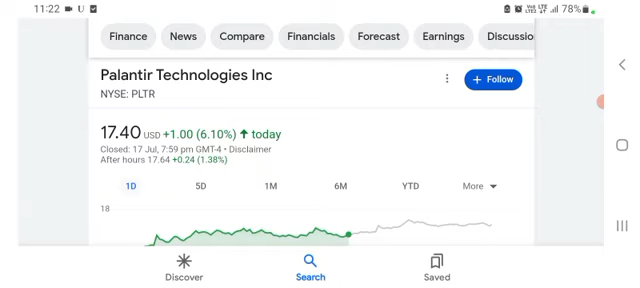 11:22 78%
Finance News Compare Financials Forecast Earnings Discussio
Palantir Technologies Inc
NYSE: PLTR
+ Follow
17.40 USD +1.00 (6.10%) ↑ today
Closed: 17 Jul, 7:59 pm GMT-4 • Disclaimer
After hours 17.64 +0.24 (1.38%)
1D 5D 1M 6M YTD More
18
Discover Search Saved